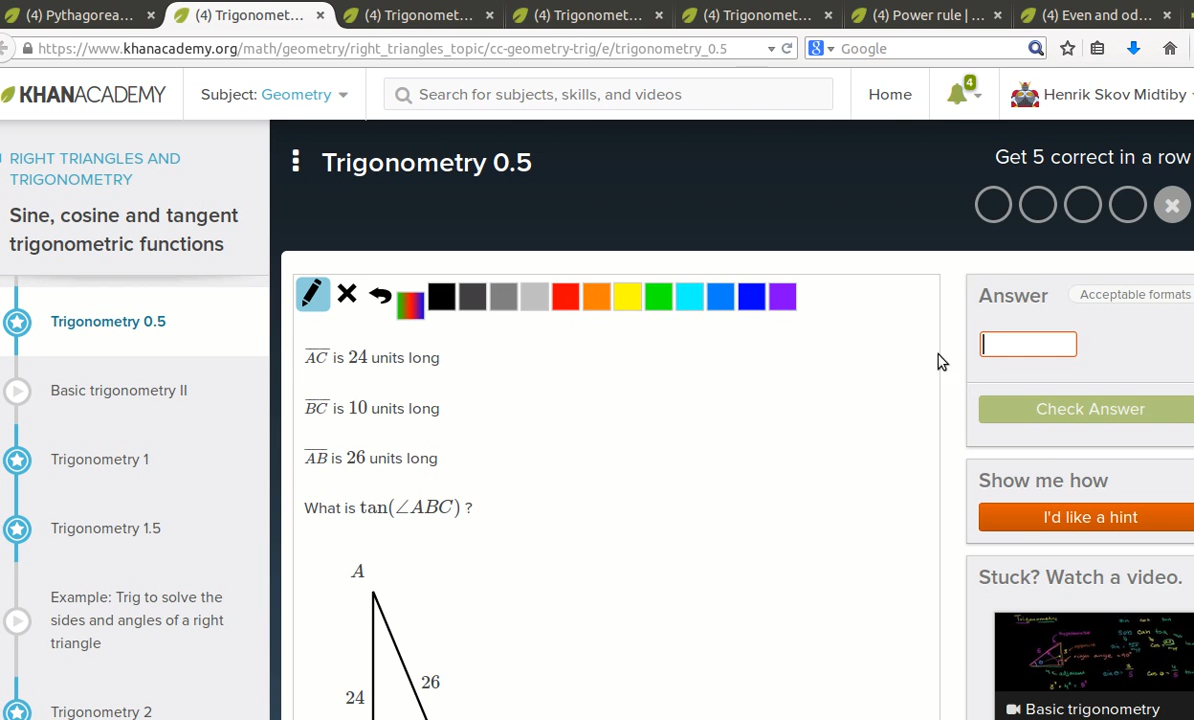 (4) Pythagorea... × (4) Trigonomet... × (4) Trigonomet... × (4) Trigonomet... × (4) Trigonomet... × (4) Power rule | ... × (4) Even and od... ×
https://www.khanacademy.org/math/geometry/right_triangles_topic/cc-geometry-trig/e/trigonometry_0.5
Google
KHANACADEMY
Subject: Geometry
Search for subjects, skills, and videos
Home
4
Henrik Skov Midtiby
RIGHT TRIANGLES AND
TRIGONOMETRY
Sine, cosine and tangent
trigonometric functions
Trigonometry 0.5
Basic trigonometry II
Trigonometry 1
Trigonometry 1.5
Example: Trig to solve the
sides and angles of a right
triangle
Trigonometry 2
Trigonometry 0.5
Get 5 correct in a row
AC is 24 units long
BC is 10 units long
AB is 26 units long
What is tan(∠ABC) ?
A
26
24
Answer
Acceptable formats
Check Answer
Show me how
I'd like a hint
Stuck? Watch a video.
Basic trigonometry